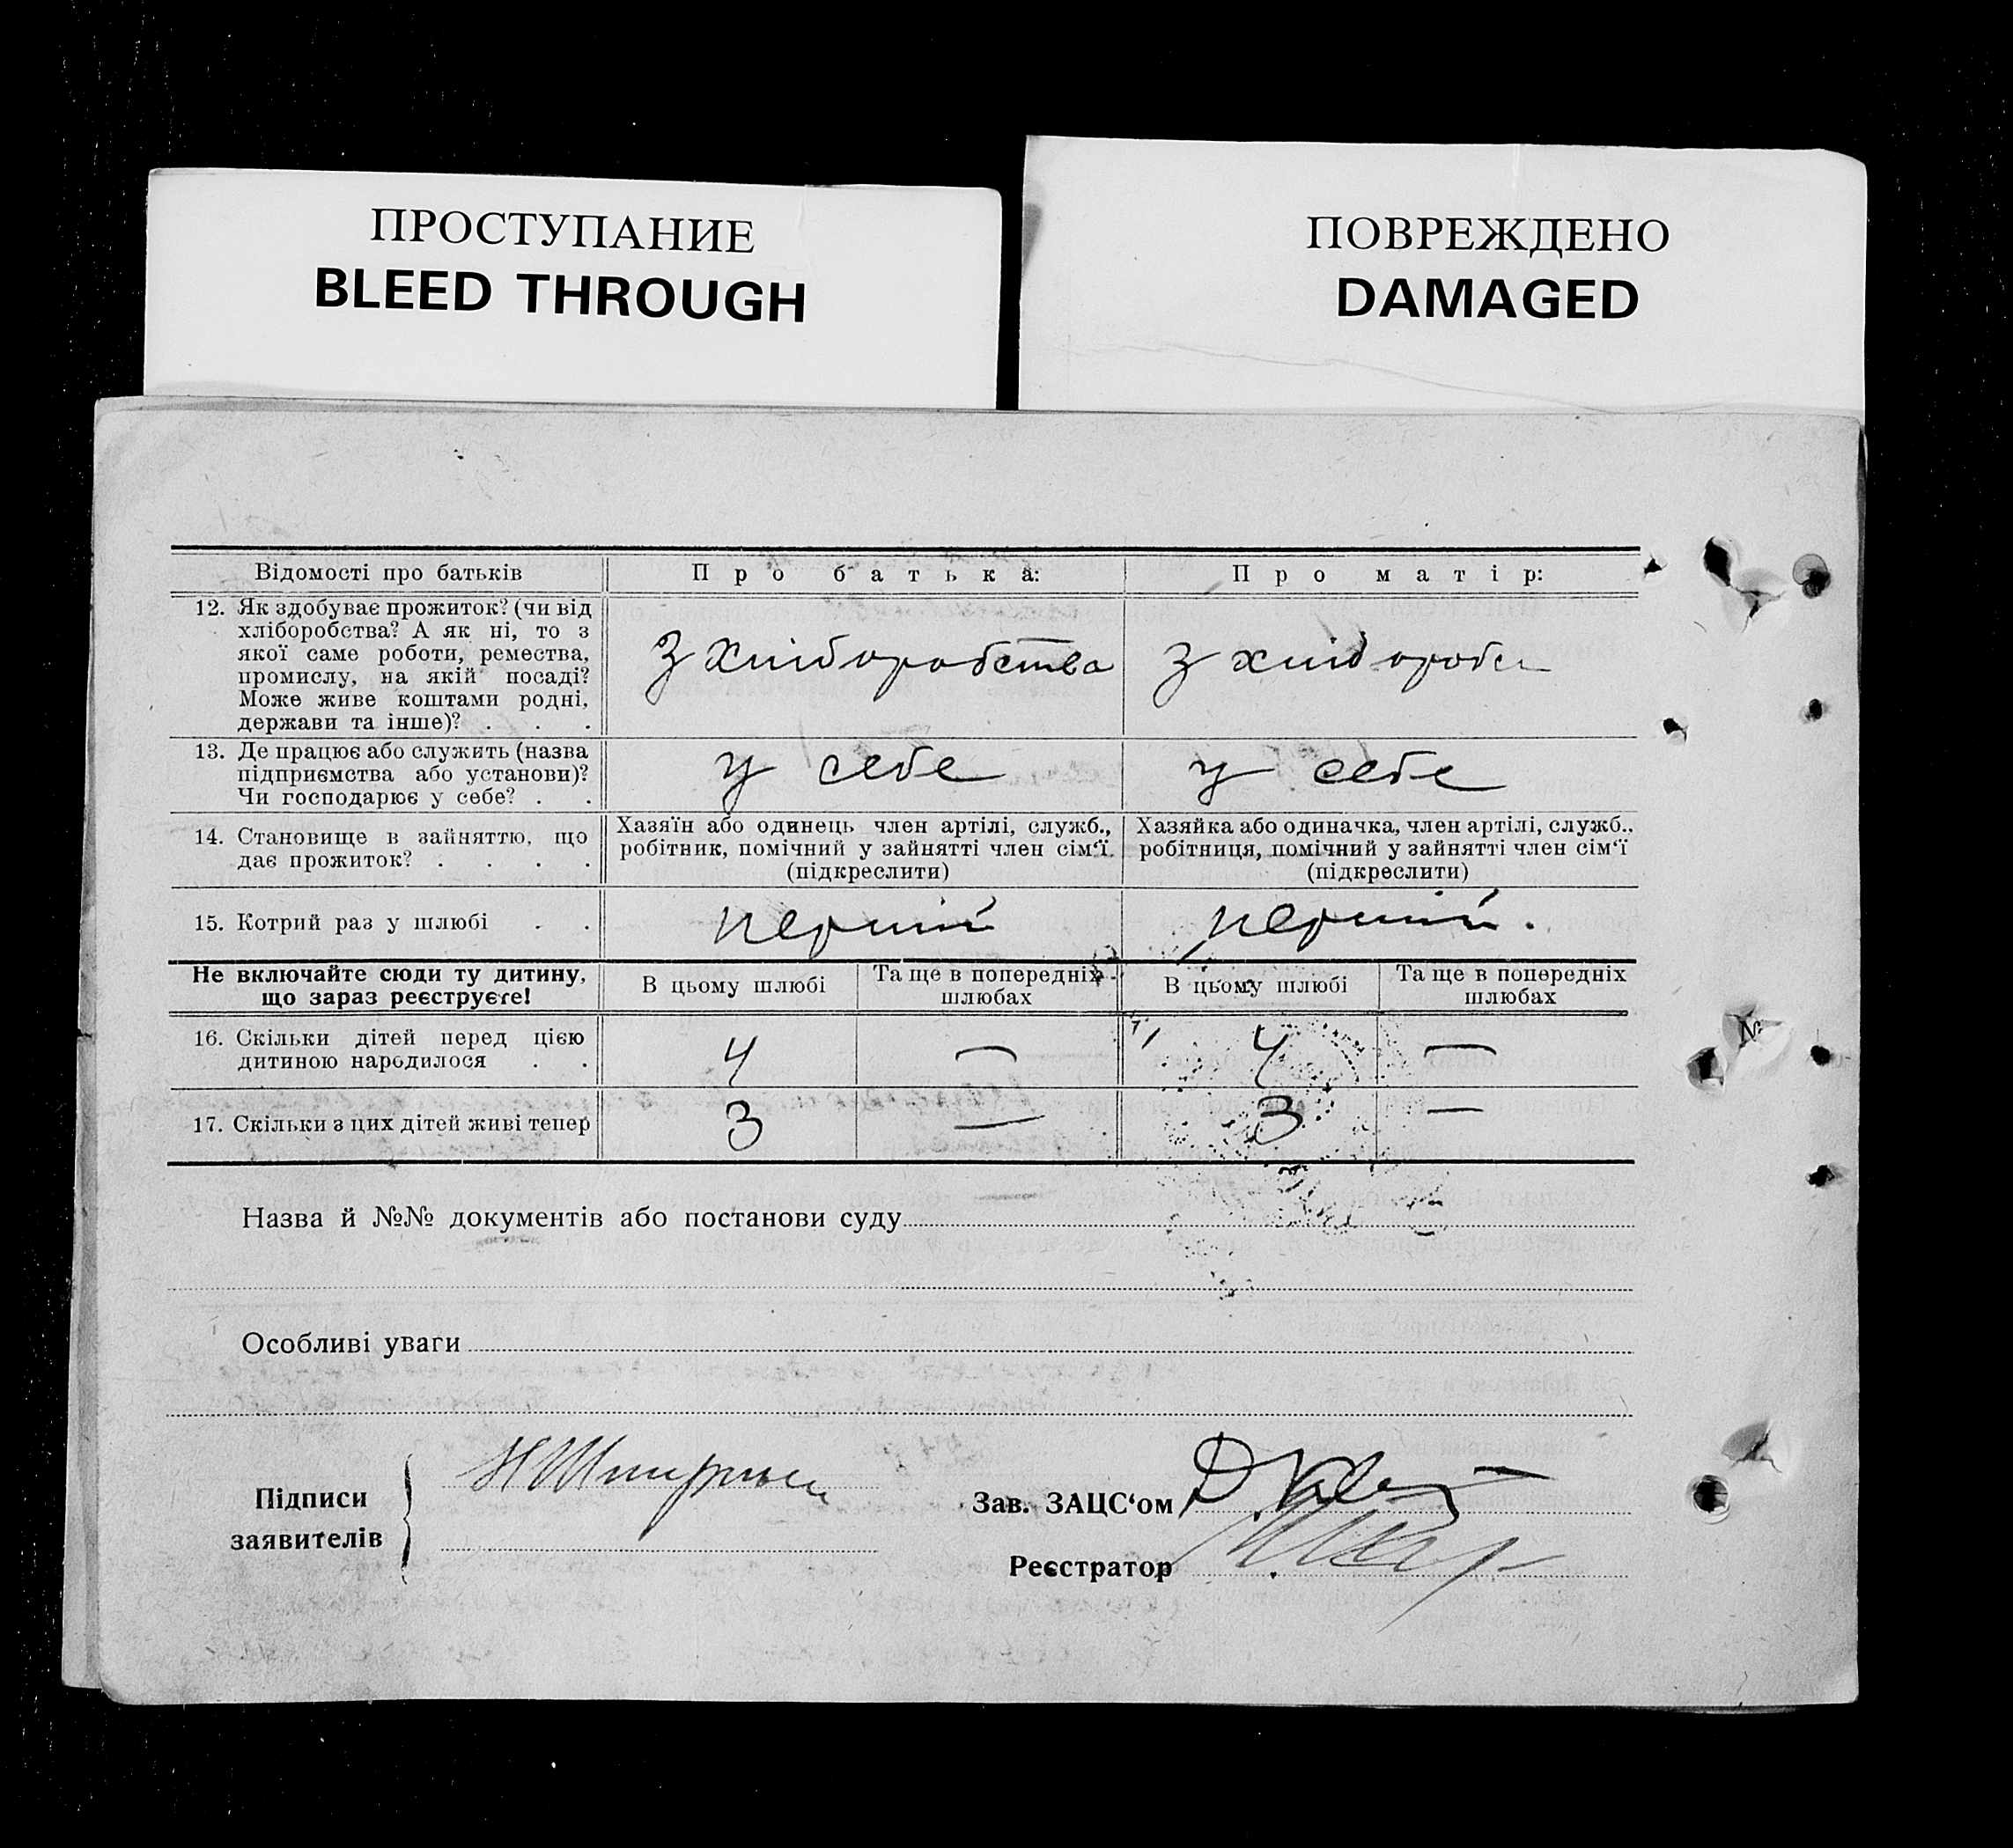 ПРОСТУПАНИЕ
BLEED THROUGH
ПОВРЕЖДЕНО
DAMAGED
Відомості про батьків
Про батька:
Про матір:
12. Як здобуває прожиток? (чи від
хліборобства? А як ні, то з
якої саме роботи, ремества,
промислу, на якій посаді?
Може живе коштами родні,
держави та інше)? . . .
З хліборобства
З хлібороб
13. Де працює або служить (назва
підприємства або установи)?
Чи господарює у себе? . .
у себе
у себе
14. Становище в зайняттю, що
дає прожиток? . . . .
Хазяїн або одинець член артілі, служб.,
робітник, помічний у зайнятті член сім‘ї
(підкреслити)
Хазяйка або одиначка, член артілі, служб..
робітниця, помічний у зайнятті член сім‘ї
(підкреслити)
15. Котрий раз у шлюбі . .
перший
перший.
Не включайте сюди ту дитину,
що зараз реєструєте!
В цьому шлюбі
Та ще в попередніх
шлюбах
В цьому шлюбі
Та ще в попередніх
шлюбах
16. Скільки дітей перед цією
дитиною народилося . .
4 — 4 —
17. Скільки з цих дітей живі тепер
3 — 3 —
№
Назва й №№ документів або постанови суду
Особливі уваги
Підписи
заявителів
Зав. ЗАЦС‘ом
Реєстратор